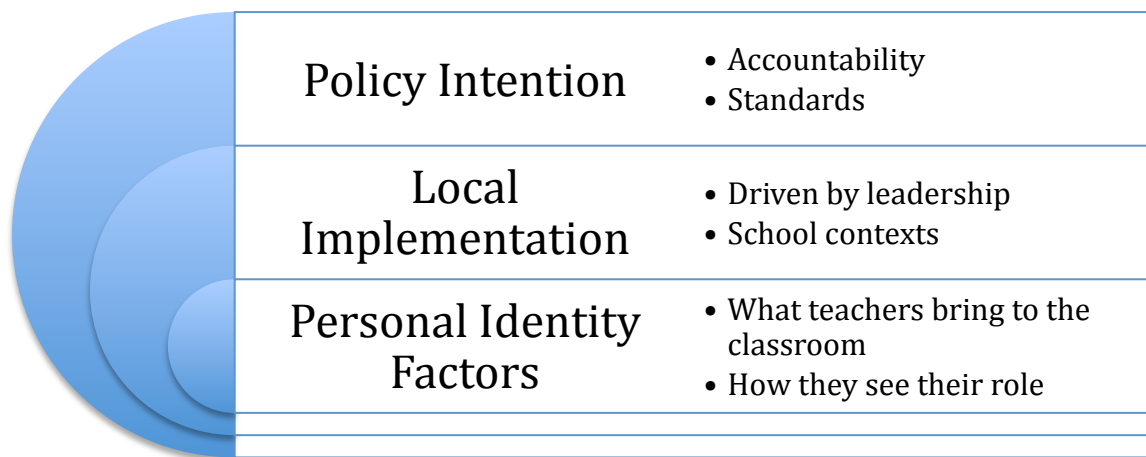 Policy Intention
• Accountability
• Standards
Local
Implementation
• Driven by leadership
• School contexts
Personal Identity
Factors
• What teachers bring to the
classroom
• How they see their role